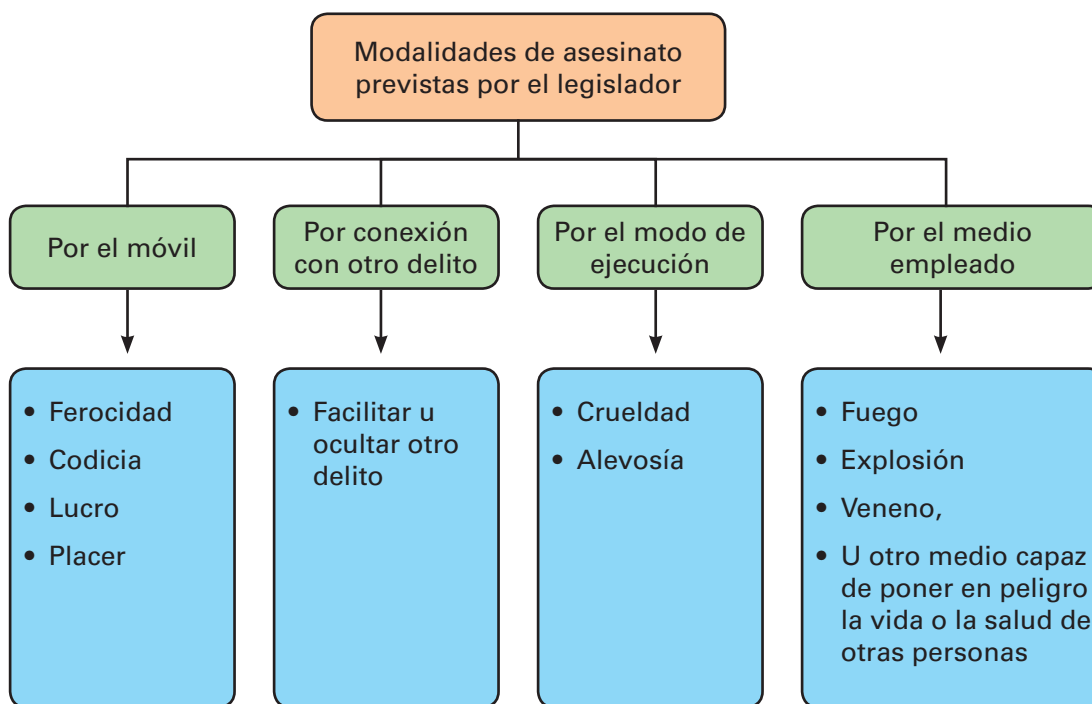 Modalidades de asesinato
previstas por el legislador
Por el móvil
Por conexión
con otro delito
Por el modo de
ejecución
Por el medio
empleado
• Ferocidad
• Codicia
• Lucro
• Placer
• Facilitar u
ocultar otro
delito
• Crueldad
• Alevosía
• Fuego
• Explosión
• Veneno,
• U otro medio capaz
de poner en peligro
la vida o la salud de
otras personas